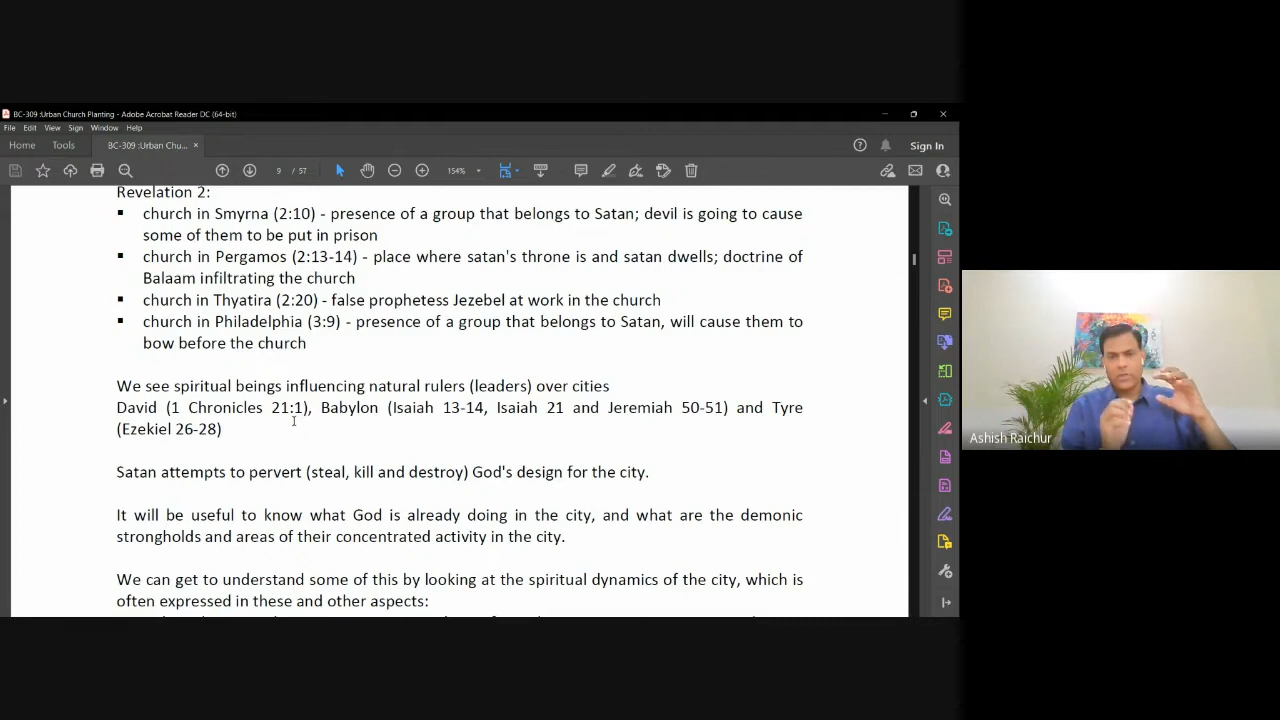 BC-309 :Urban Church Planting - Adobe Acrobat Reader DC (64-bit)
File Edit View Sign Window Help
Home Tools BC-309 :Urban Chu... × Sign In
9 / 57 154%
Revelation 2:
▪ church in Smyrna (2:10) - presence of a group that belongs to Satan; devil is going to cause
some of them to be put in prison
▪ church in Pergamos (2:13-14) - place where satan's throne is and satan dwells; doctrine of
Balaam infiltrating the church
▪ church in Thyatira (2:20) - false prophetess Jezebel at work in the church
▪ church in Philadelphia (3:9) - presence of a group that belongs to Satan, will cause them to
bow before the church
We see spiritual beings influencing natural rulers (leaders) over cities
David (1 Chronicles 21:1), Babylon (Isaiah 13-14, Isaiah 21 and Jeremiah 50-51) and Tyre
(Ezekiel 26-28)
Satan attempts to pervert (steal, kill and destroy) God's design for the city.
It will be useful to know what God is already doing in the city, and what are the demonic
strongholds and areas of their concentrated activity in the city.
We can get to understand some of this by looking at the spiritual dynamics of the city, which is
often expressed in these and other aspects:
Ashish Raichur